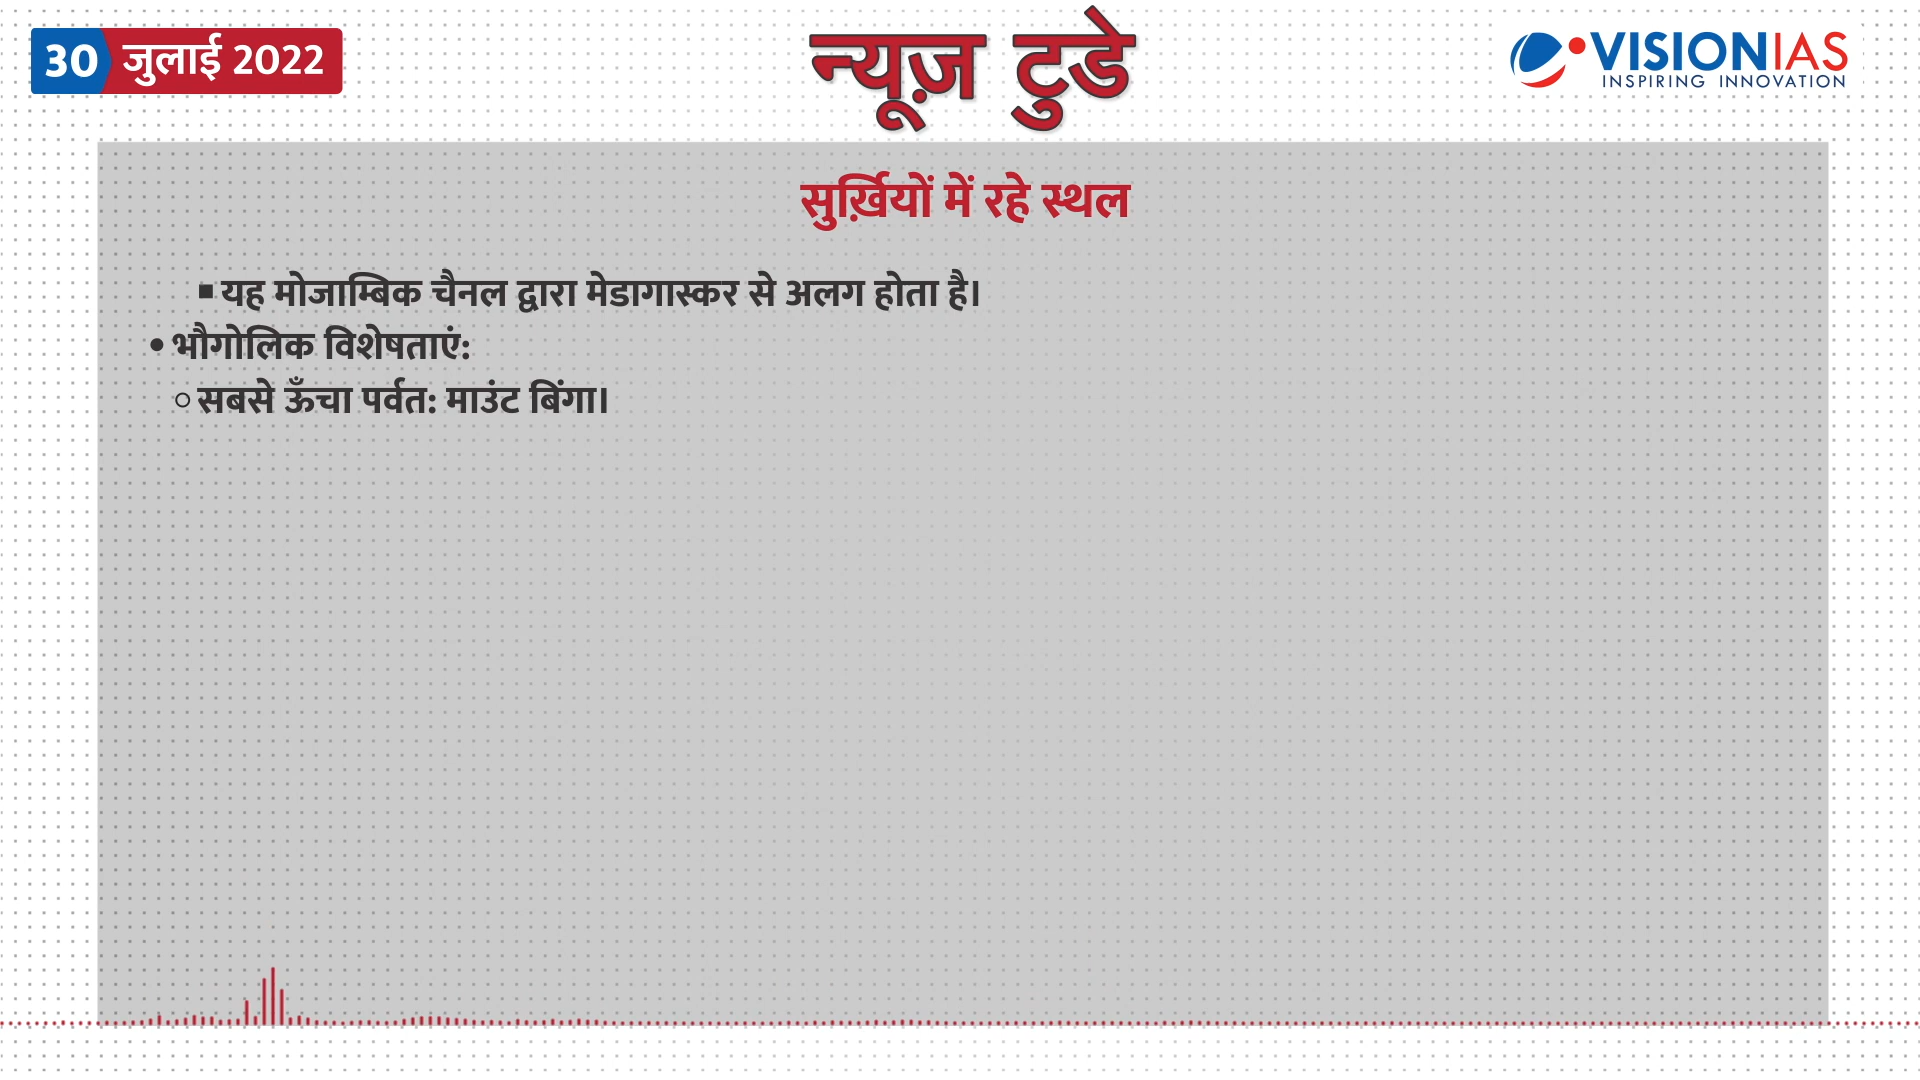 30 जुलाई 2022
न्यूज़ टुडे
VISIONIAS
INSPIRING INNOVATION
सुर्ख़ियों में रहे स्थल
▪ यह मोजाम्बिक चैनल द्वारा मेडागास्कर से अलग होता है।
• भौगोलिक विशेषताएं:
○ सबसे ऊँचा पर्वत: माउंट बिंगा।